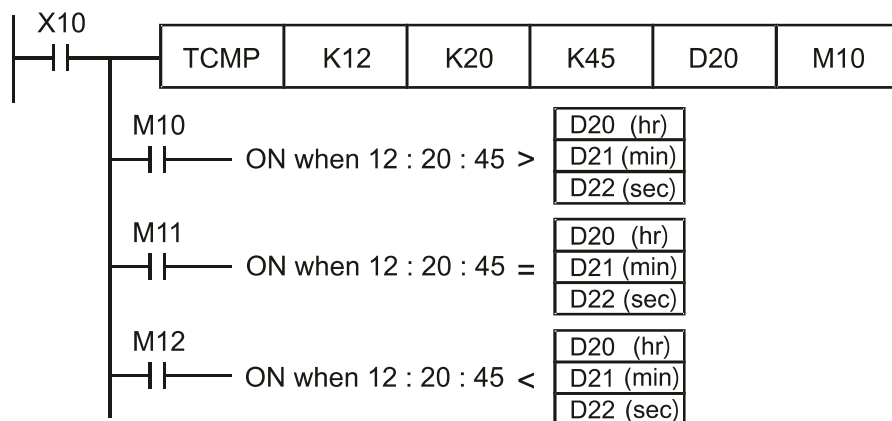 X10
TCMP K12 K20 K45 D20 M10
M10
ON when 12 : 20 : 45 >
D20 (hr)
D21 (min)
D22 (sec)
M11
ON when 12 : 20 : 45 =
D20 (hr)
D21 (min)
D22 (sec)
M12
ON when 12 : 20 : 45 <
D20 (hr)
D21 (min)
D22 (sec)